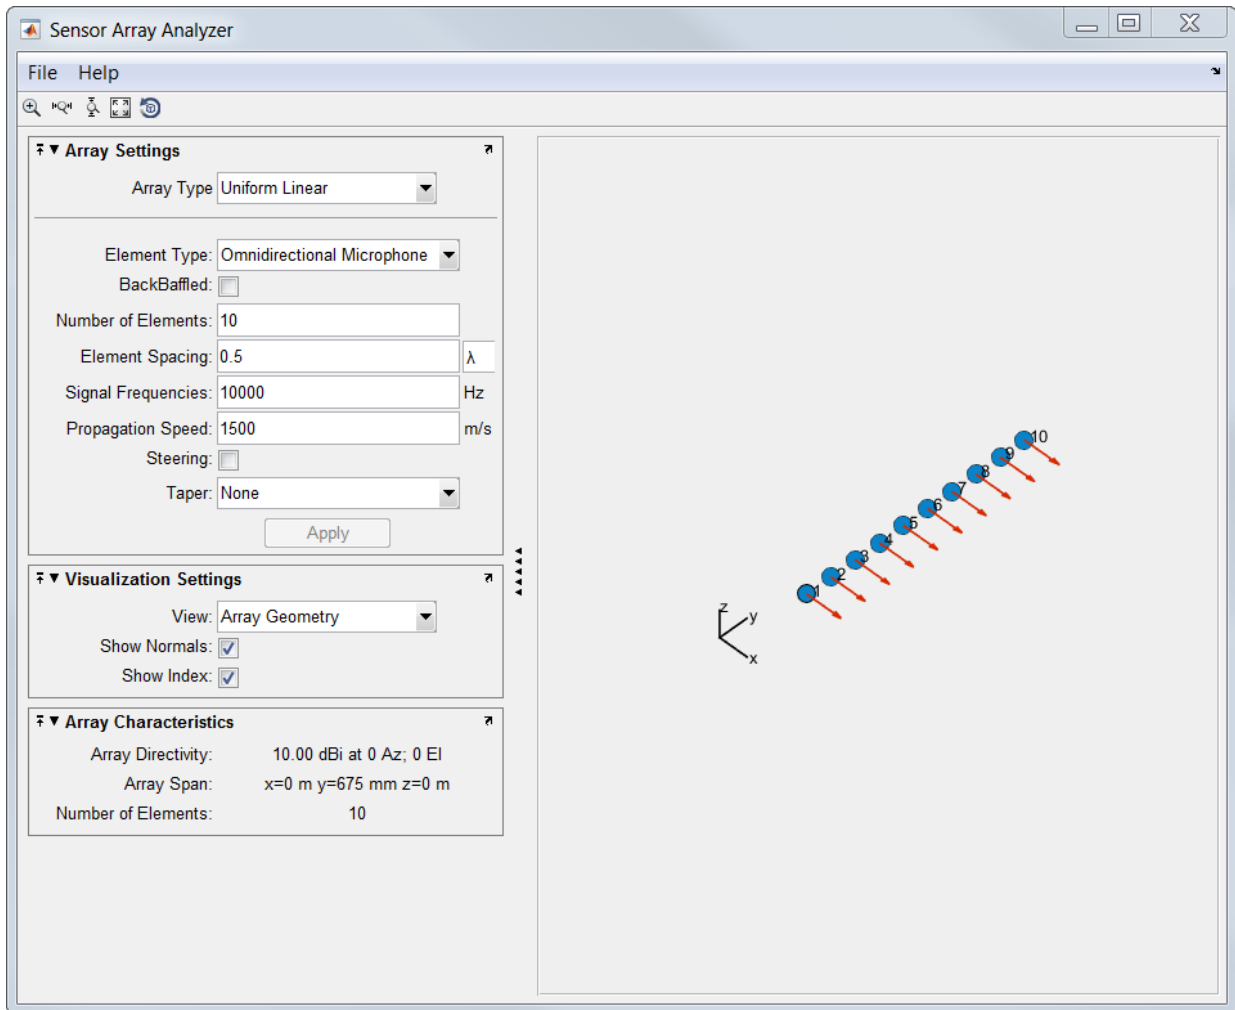 Sensor Array Analyzer
File Help
Array Settings
Array Type Uniform Linear
Element Type: Omnidirectional Microphone
BackBaffled:
Number of Elements: 10
Element Spacing: 0.5 λ
Signal Frequencies: 10000 Hz
Propagation Speed: 1500 m/s
Steering:
Taper: None
Apply
Visualization Settings
View: Array Geometry
Show Normals:
Show Index:
Array Characteristics
Array Directivity: 10.00 dBi at 0 Az; 0 El
Array Span: x=0 m y=675 mm z=0 m
Number of Elements: 10
10
9
8
7
6
5
4
3
2
1
z
y
x